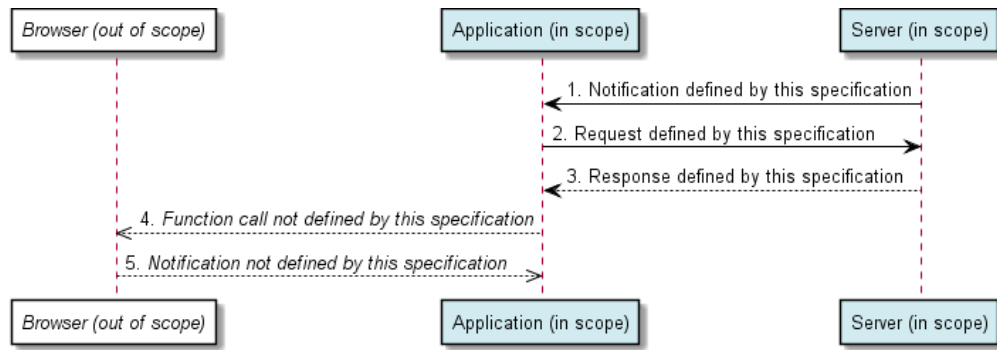 Browser (out of scope)
Application (in scope)
Server (in scope)
1. Notification defined by this specification
2. Request defined by this specification
3. Response defined by this specification
4. Function call not defined by this specification
5. Notification not defined by this specification
Browser (out of scope)
Application (in scope)
Server (in scope)